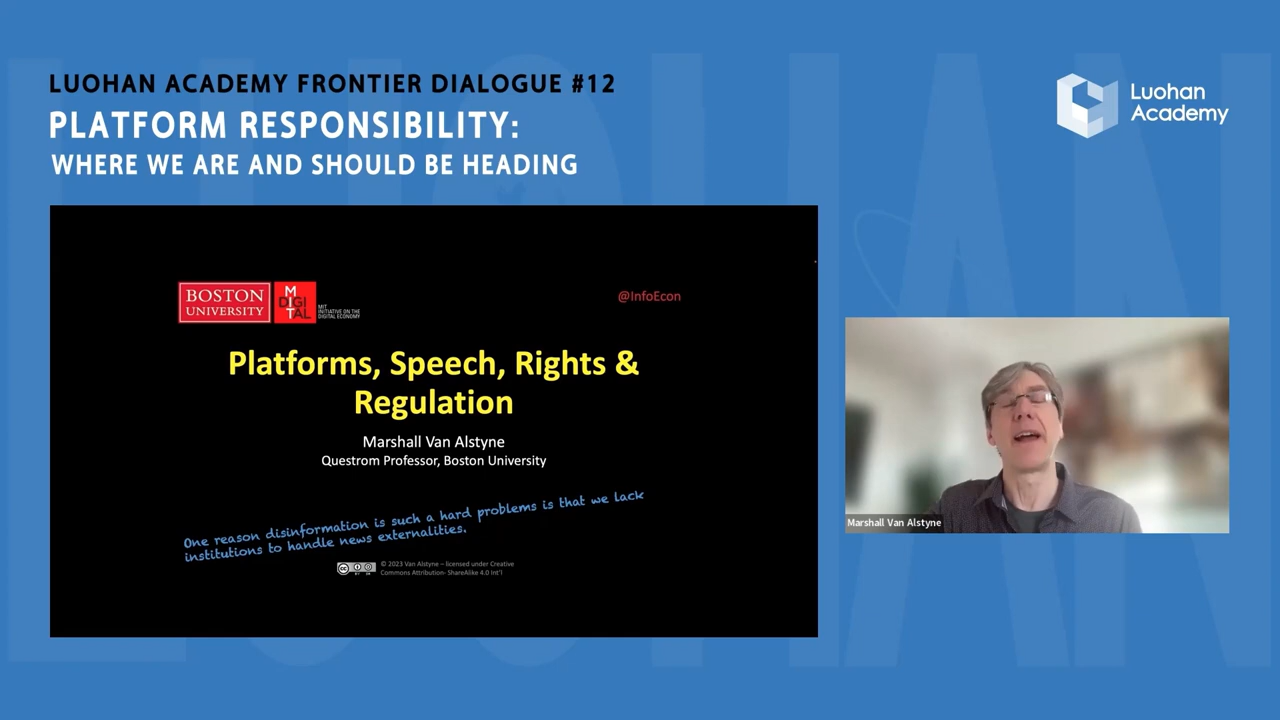 LUOHAN ACADEMY FRONTIER DIALOGUE #12
PLATFORM RESPONSIBILITY:
WHERE WE ARE AND SHOULD BE HEADING
Luohan
Academy
BOSTON
UNIVERSITY
MIT
DIGITAL
MIT
INITIATIVE ON THE
DIGITAL ECONOMY
@InfoEcon
Platforms, Speech, Rights &
Regulation
Marshall Van Alstyne
Questrom Professor, Boston University
One reason disinformation is such a hard problems is that we lack
institutions to handle news externalities.
© 2023 Van Alstyne – licensed under Creative
Commons Attribution- ShareAlike 4.0 Int'l
Marshall Van Alstyne